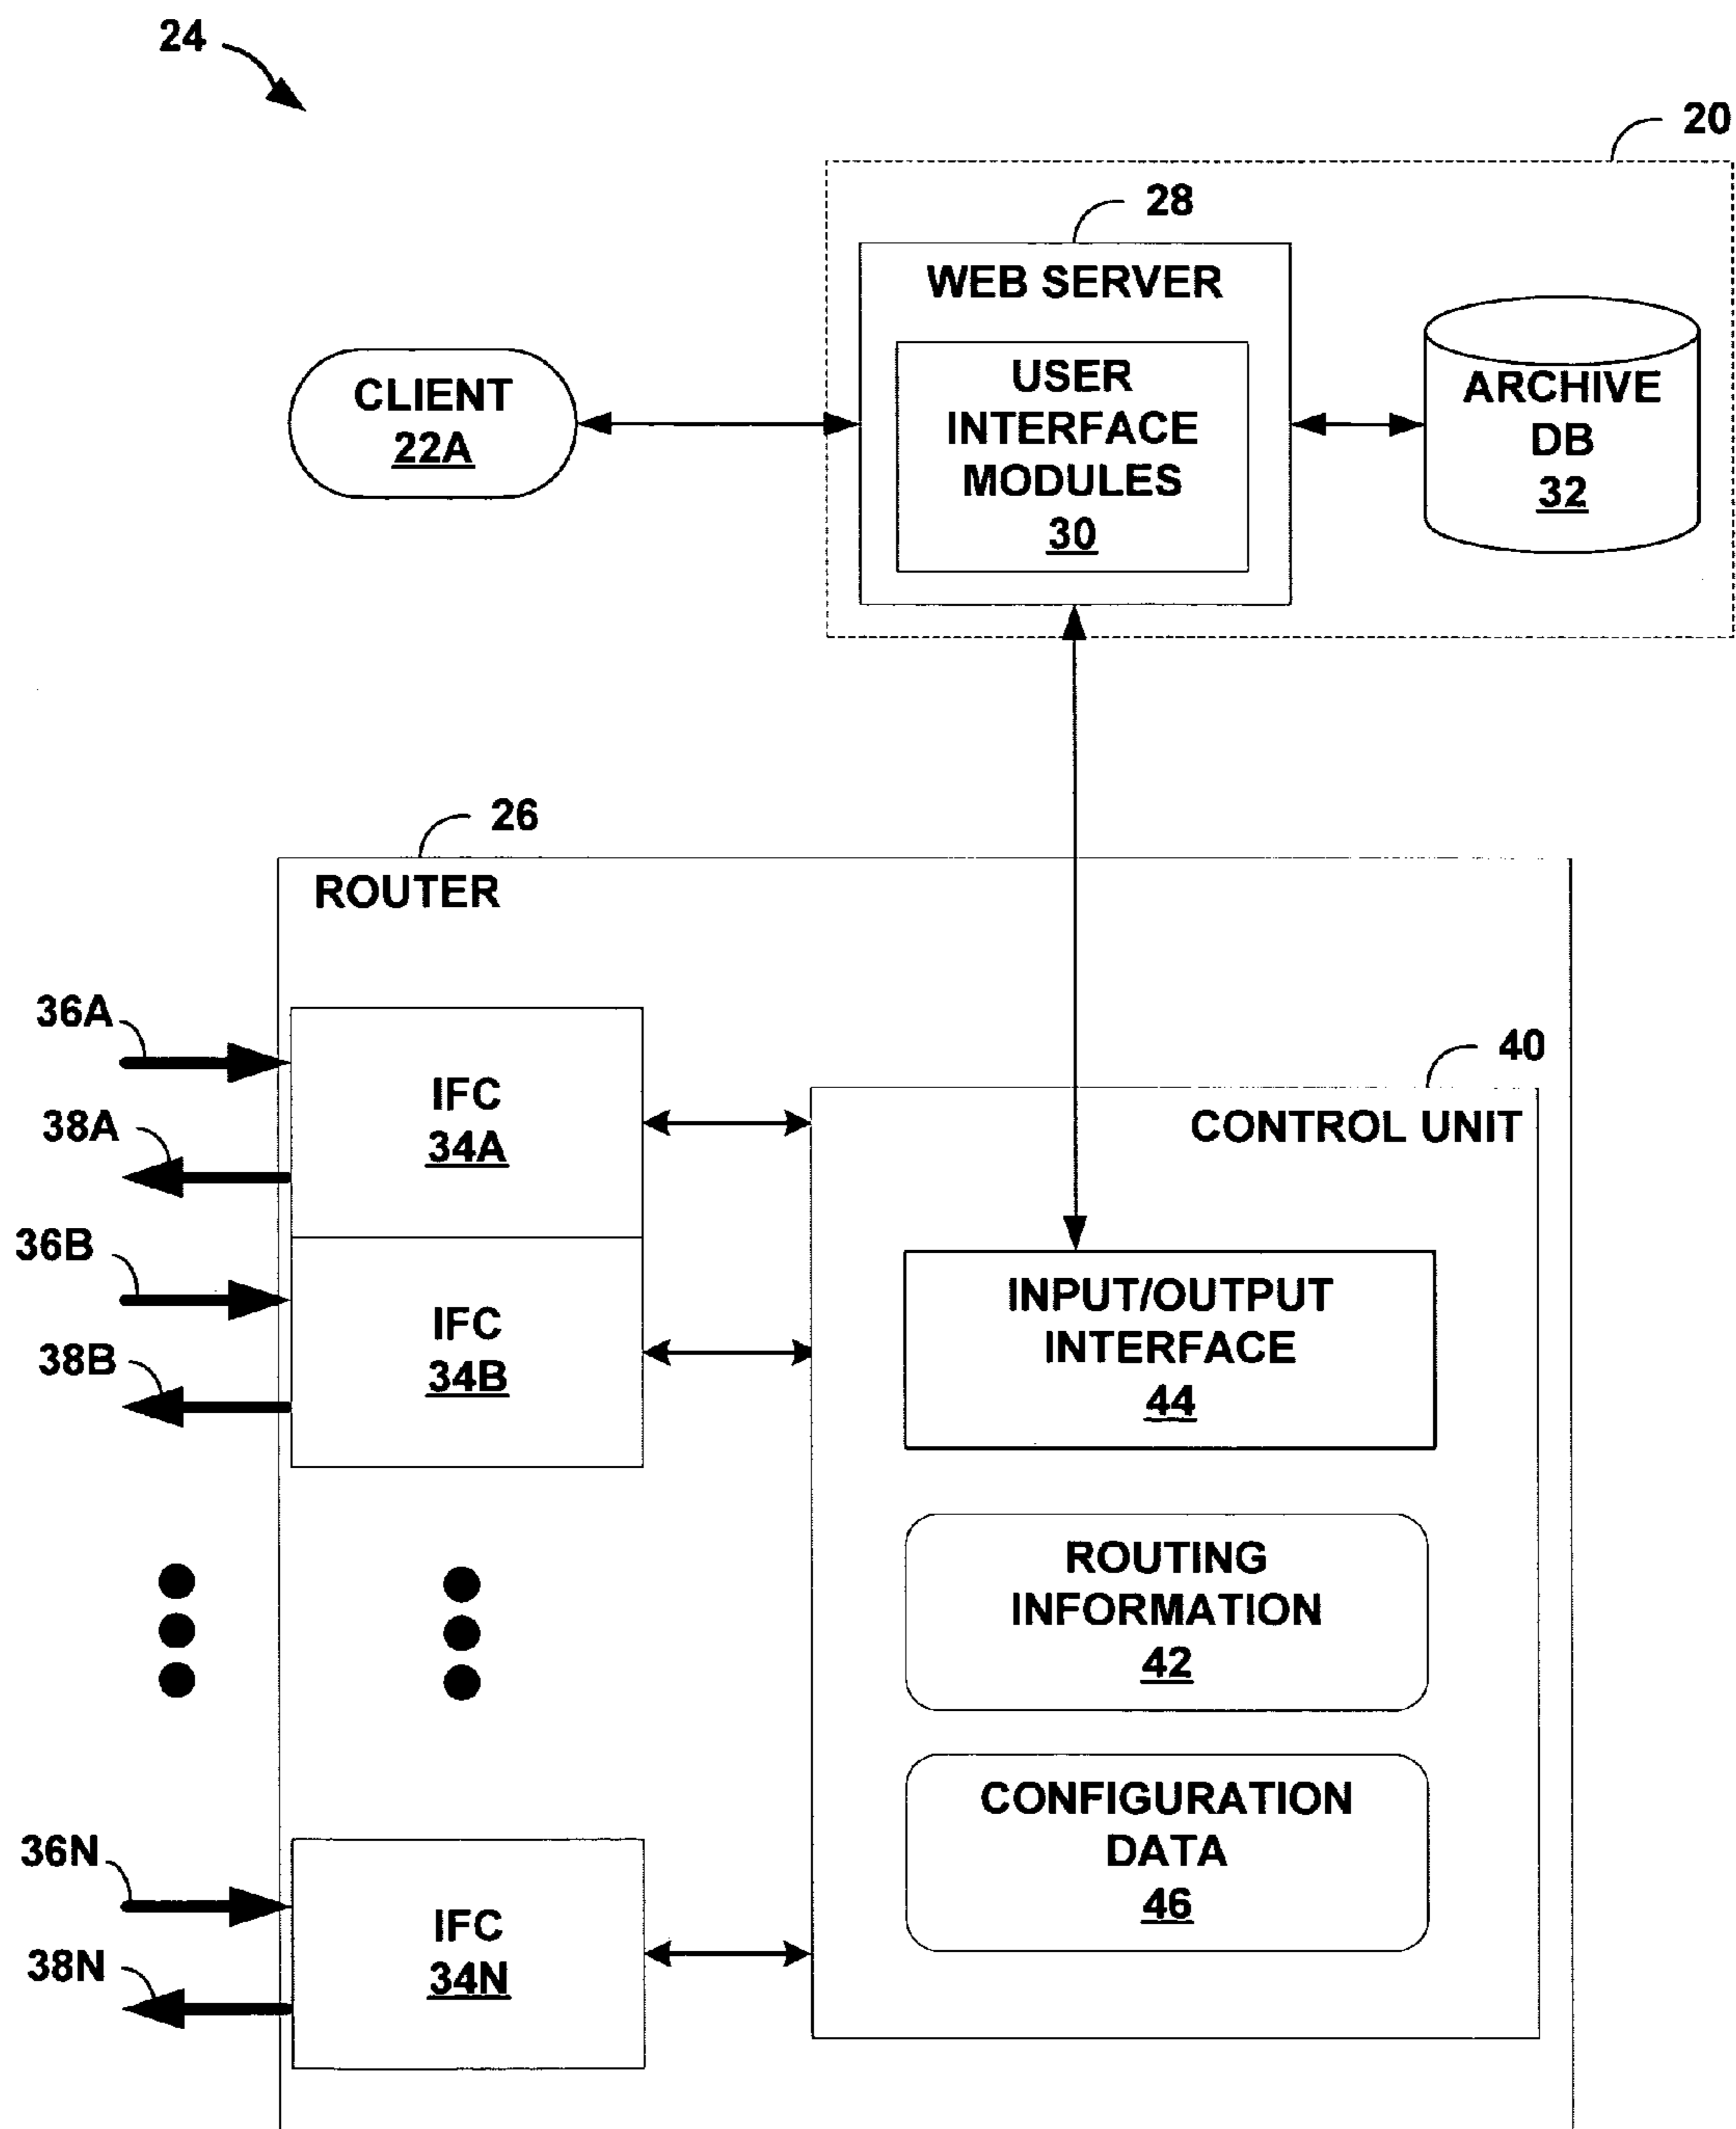 24
20
28
WEB SERVER
USER
INTERFACE
MODULES
30
CLIENT
22A
ARCHIVE
DB
32
26
ROUTER
36A
38A
IFC
34A
40
CONTROL UNIT
36B
38B
IFC
34B
INPUT/OUTPUT
INTERFACE
44
ROUTING
INFORMATION
42
CONFIGURATION
DATA
46
36N
38N
IFC
34N